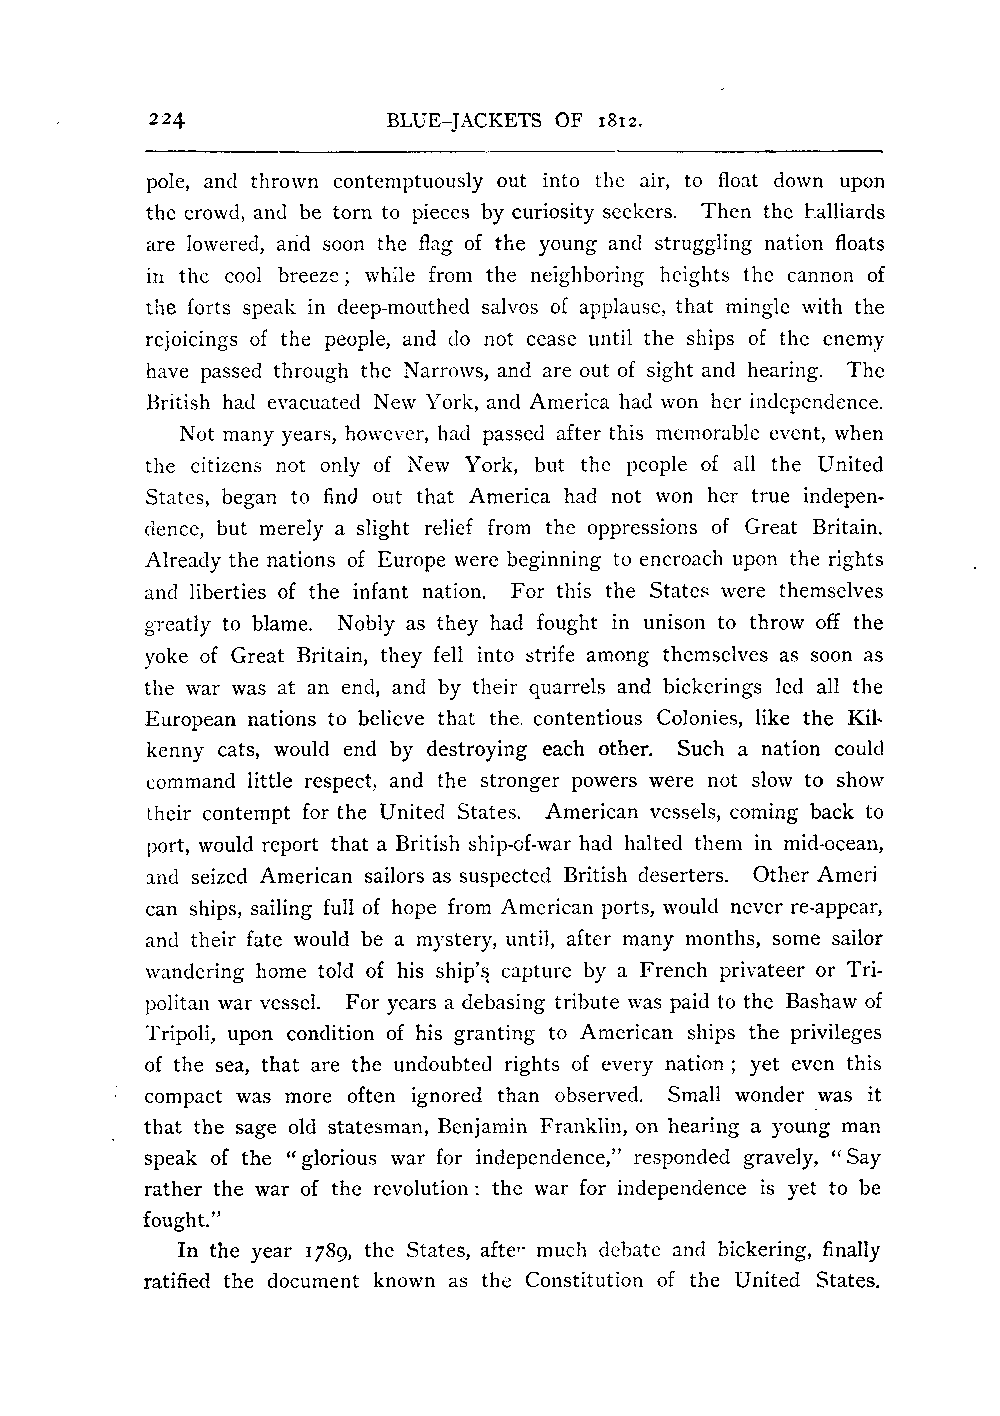 224 BLUE-JACKETS OF 1812.
pole, and thrown contemptuously out into the air, to float down upon
the crowd, and be torn to pieces by curiosity seekers. Then the halliards
are lowered, and soon the flag of the young and struggling nation floats
in the cool breeze; while from the neighboring heights the cannon of
the forts speak in deep-mouthed salvos of applause, that mingle with the
rejoicings of the people, and do not cease until the ships of the enemy
have passed through the Narrows, and are out of sight and hearing. The
British had evacuated New York, and America had won her independence.
Not many years, however, had passed after this memorable event, when
the citizens not only of New York, but the people of all the United
States, began to find out that America had not won her true indepen-
dence, but merely a slight relief from the oppressions of Great Britain.
Already the nations of Europe were beginning to encroach upon the rights
and liberties of the infant nation. For this the States were themselves
greatly to blame. Nobly as they had fought in unison to throw off the
yoke of Great Britain, they fell into strife among themselves as soon as
the war was at an end, and by their quarrels and bickerings led all the
European nations to believe that the contentious Colonies, like the Kil-
kenny cats, would end by destroying each other. Such a nation could
command little respect, and the stronger powers were not slow to show
their contempt for the United States. American vessels, coming back to
port, would report that a British ship-of-war had halted them in mid-ocean,
and seized American sailors as suspected British deserters. Other Ameri
can ships, sailing full of hope from American ports, would never re-appear,
and their fate would be a mystery, until, after many months, some sailor
wandering home told of his ship's capture by a French privateer or Tri-
politan war vessel. For years a debasing tribute was paid to the Bashaw of
Tripoli, upon condition of his granting to American ships the privileges
of the sea, that are the undoubted rights of every nation; yet even this
compact was more often ignored than observed. Small wonder was it
that the sage old statesman, Benjamin Franklin, on hearing a young man
speak of the "glorious war for independence," responded gravely, "Say
rather the war of the revolution: the war for independence is yet to be
fought."
In the year 1789, the States, after much debate and bickering, finally
ratified the document known as the Constitution of the United States.